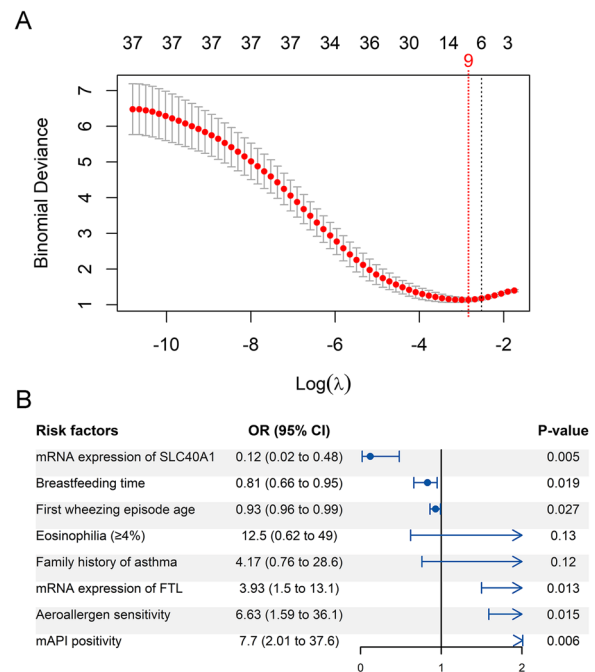 A
37 37 37 37 37 34 36 30 14 6 3
9
7
6
5
4
3
2
1
Binomial Deviance
-10 -8 -6 -4 -2
Log(λ)
B
Risk factors OR (95% CI) P-value
mRNA expression of SLC40A1 0.12 (0.02 to 0.48) 0.005
Breastfeeding time 0.81 (0.66 to 0.95) 0.019
First wheezing episode age 0.93 (0.96 to 0.99) 0.027
Eosinophilia (≥4%) 12.5 (0.62 to 49) 0.13
Family history of asthma 4.17 (0.76 to 28.6) 0.12
mRNA expression of FTL 3.93 (1.5 to 13.1) 0.013
Aeroallergen sensitivity 6.63 (1.59 to 36.1) 0.015
mAPI positivity 7.7 (2.01 to 37.6) 0.006
0 1 2